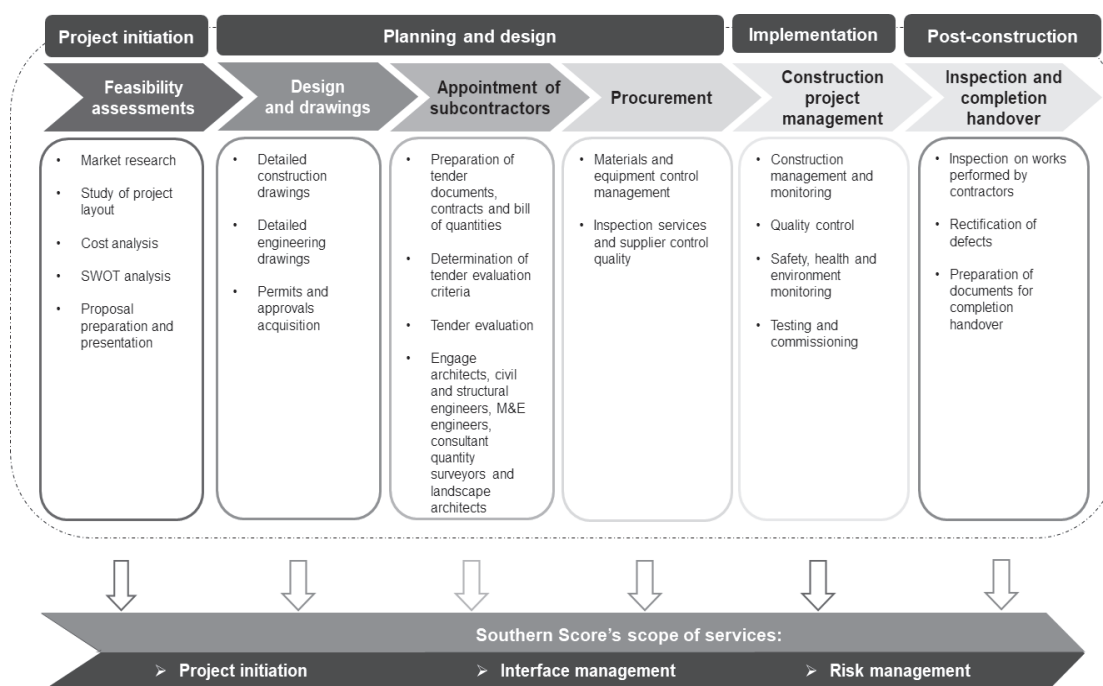 Project initiation
Planning and design
Implementation
Post-construction
Feasibility
assessments
Design
and drawings
Appointment of
subcontractors
Procurement
Construction
project
management
Inspection and
completion
handover
• Market research
• Study of project
layout
• Cost analysis
• SWOT analysis
• Proposal
preparation and
presentation
• Detailed
construction
drawings
• Detailed
engineering
drawings
• Permits and
approvals
acquisition
• Preparation of
tender
documents,
contracts and bill
of quantities
• Determination of
tender evaluation
criteria
• Tender evaluation
• Engage
architects, civil
and structural
engineers, M&E
engineers,
consultant
quantity
surveyors and
landscape
architects
• Materials and
equipment control
management
• Inspection services
and supplier control
quality
• Construction
management and
monitoring
• Quality control
• Safety, health and
environment
monitoring
• Testing and
commissioning
• Inspection on works
performed by
contractors
• Rectification of
defects
• Preparation of
documents for
completion
handover
Southern Score's scope of services:
➢ Project initiation
➢ Interface management
➢ Risk management